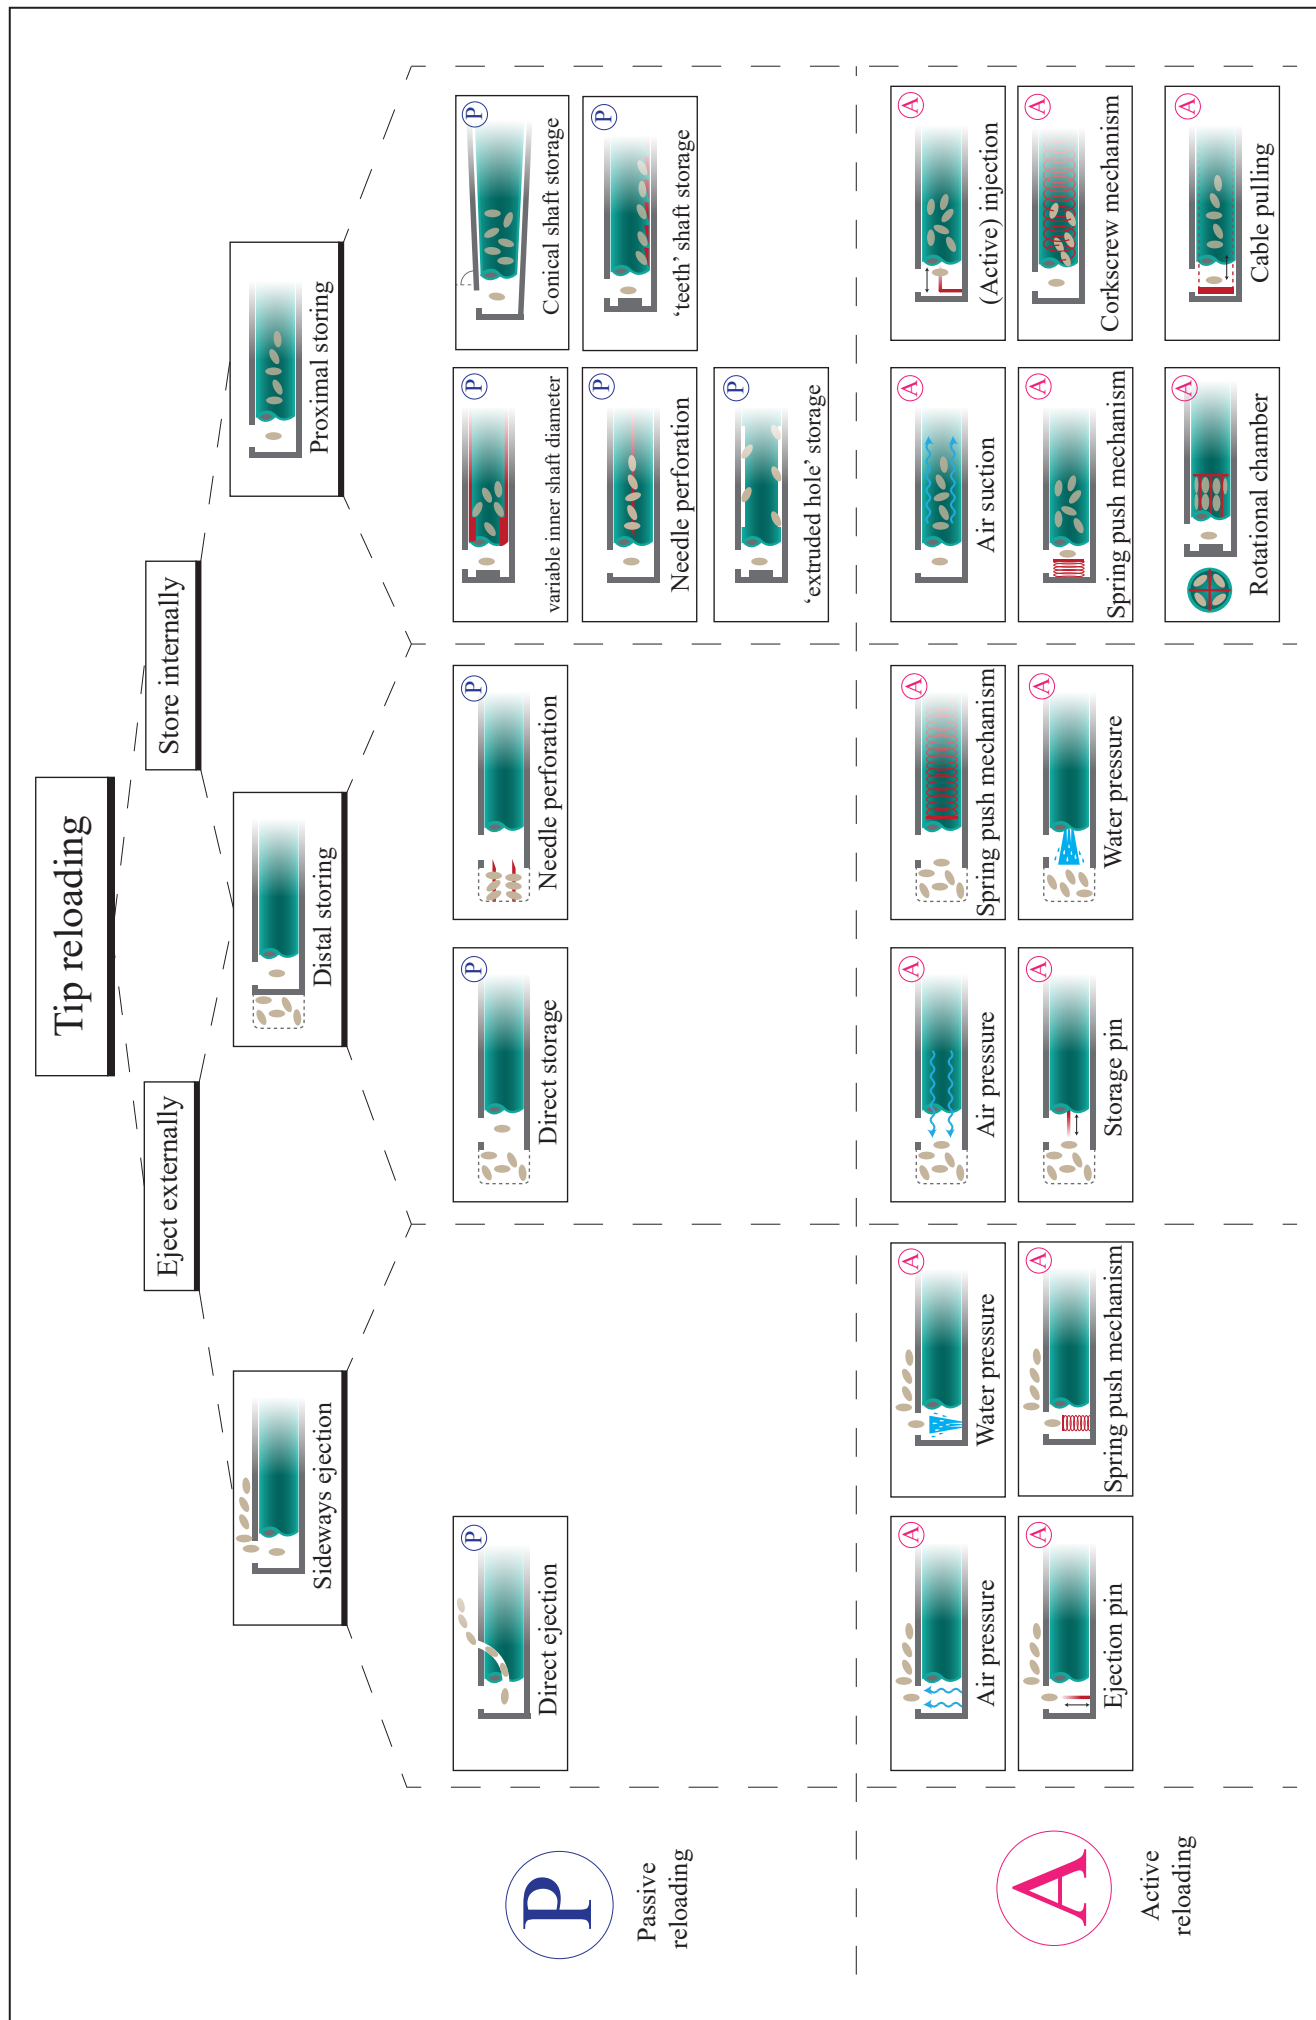 Tip reloading
Eject externally
Store internally
Sideways ejection
Distal storing
Proximal storing
P
Passive
reloading
P
Direct ejection
P
Direct storage
P
Needle perforation
P
variable inner shaft diameter
P
Conical shaft storage
P
Needle perforation
P
‘teeth’ shaft storage
P
‘extruded hole’ storage
A
Active
reloading
A
Air pressure
A
Water pressure
A
Ejection pin
A
Spring push mechanism
A
Air pressure
A
Spring push mechanism
A
Storage pin
A
Water pressure
A
Air suction
A
(Active) injection
A
Spring push mechanism
A
Corkscrew mechanism
A
Rotational chamber
A
Cable pulling